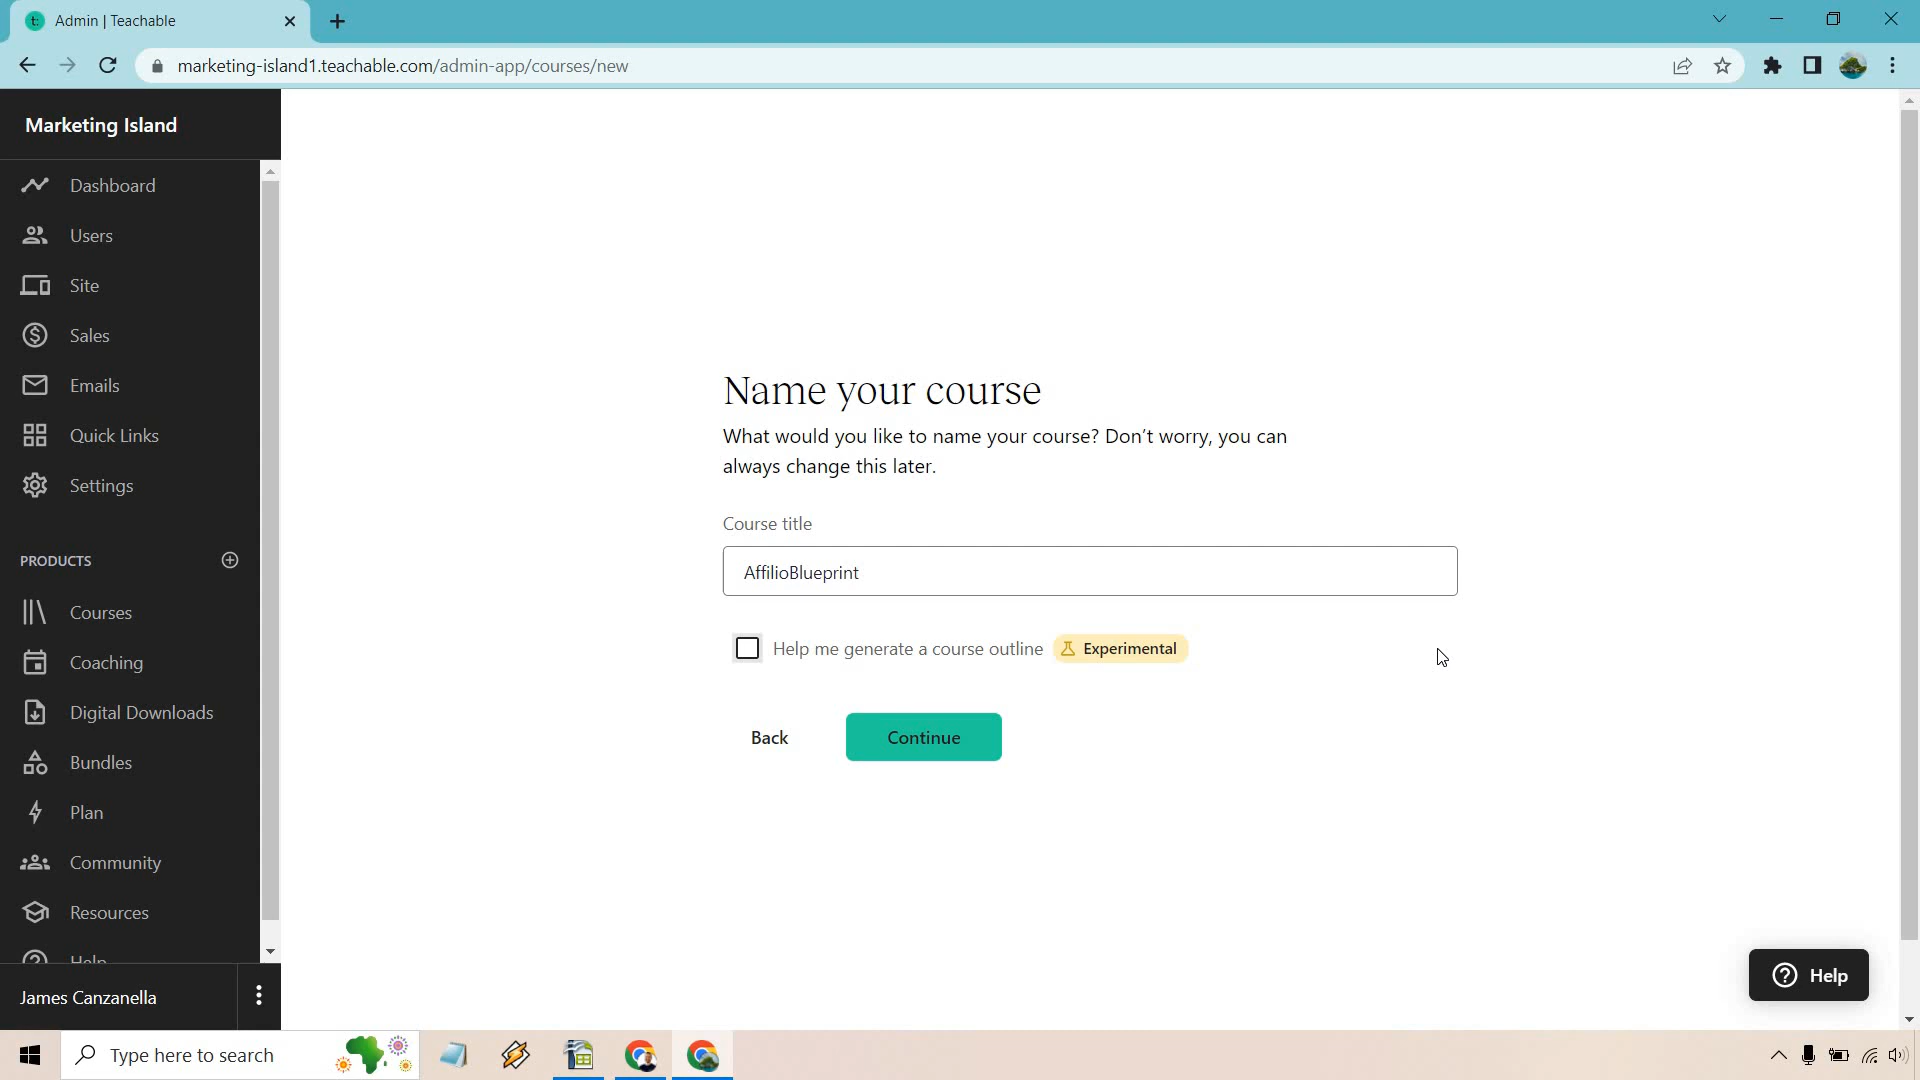 Admin | Teachable
marketing-island1.teachable.com/admin-app/courses/new
Marketing Island
Dashboard
Users
Site
Sales
Emails
Quick Links
Settings
PRODUCTS
Courses
Coaching
Digital Downloads
Bundles
Plan
Community
Resources
Help
James Canzanella
Name your course
What would you like to name your course? Don’t worry, you can
always change this later.
Course title
AffilioBlueprint
Help me generate a course outline Experimental
Back Continue
Help
Type here to search